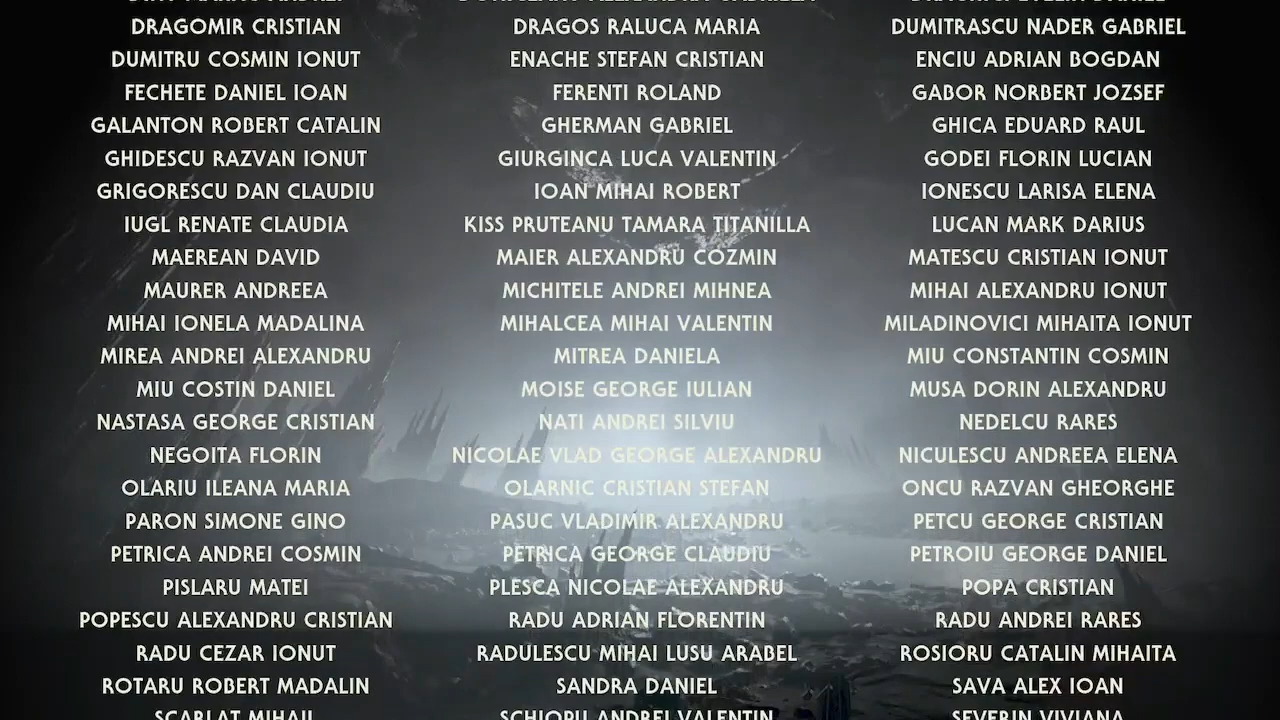 DRAGOMIR CRISTIAN DRAGOS RALUCA MARIA DUMITRASCU NADER GABRIEL
DUMITRU COSMIN IONUT ENACHE STEFAN CRISTIAN ENCIU ADRIAN BOGDAN
FECHETE DANIEL IOAN FERENTI ROLAND GABOR NORBERT JOZSEF
GALANTON ROBERT CATALIN GHERMAN GABRIEL GHICA EDUARD RAUL
GHIDESCU RAZVAN IONUT GIURGINCA LUCA VALENTIN GODEI FLORIN LUCIAN
GRIGORESCU DAN CLAUDIU IOAN MIHAI ROBERT IONESCU LARISA ELENA
IUGL RENATE CLAUDIA KISS PRUTEANU TAMARA TITANILLA LUCAN MARK DARIUS
MAEREAN DAVID MAIER ALEXANDRU COZMIN MATESCU CRISTIAN IONUT
MAURER ANDREEA MICHITELE ANDREI MIHNEA MIHAI ALEXANDRU IONUT
MIHAI IONELA MADALINA MIHALCEA MIHAI VALENTIN MILADINOVICI MIHAITA IONUT
MIREA ANDREI ALEXANDRU MITREA DANIELA MIU CONSTANTIN COSMIN
MIU COSTIN DANIEL MOISE GEORGE IULIAN MUSA DORIN ALEXANDRU
NASTASA GEORGE CRISTIAN NATI ANDREI SILVIU NEDELCU RARES
NEGOITA FLORIN NICOLAE VLAD GEORGE ALEXANDRU NICULESCU ANDREEA ELENA
OLARIU ILEANA MARIA OLARNIC CRISTIAN STEFAN ONCU RAZVAN GHEORGHE
PARON SIMONE GINO PASUC VLADIMIR ALEXANDRU PETCU GEORGE CRISTIAN
PETRICA ANDREI COSMIN PETRICA GEORGE CLAUDIU PETROIU GEORGE DANIEL
PISLARU MATEI PLESCA NICOLAE ALEXANDRU POPA CRISTIAN
POPESCU ALEXANDRU CRISTIAN RADU ADRIAN FLORENTIN RADU ANDREI RARES
RADU CEZAR IONUT RADULESCU MIHAI LUSU ARABEL ROSIORU CATALIN MIHAITA
ROTARU ROBERT MADALIN SANDRA DANIEL SAVA ALEX IOAN
SCARLAT MIHAIL SCHIOPU ANDREI VALENTIN SEVERIN VIVIANA